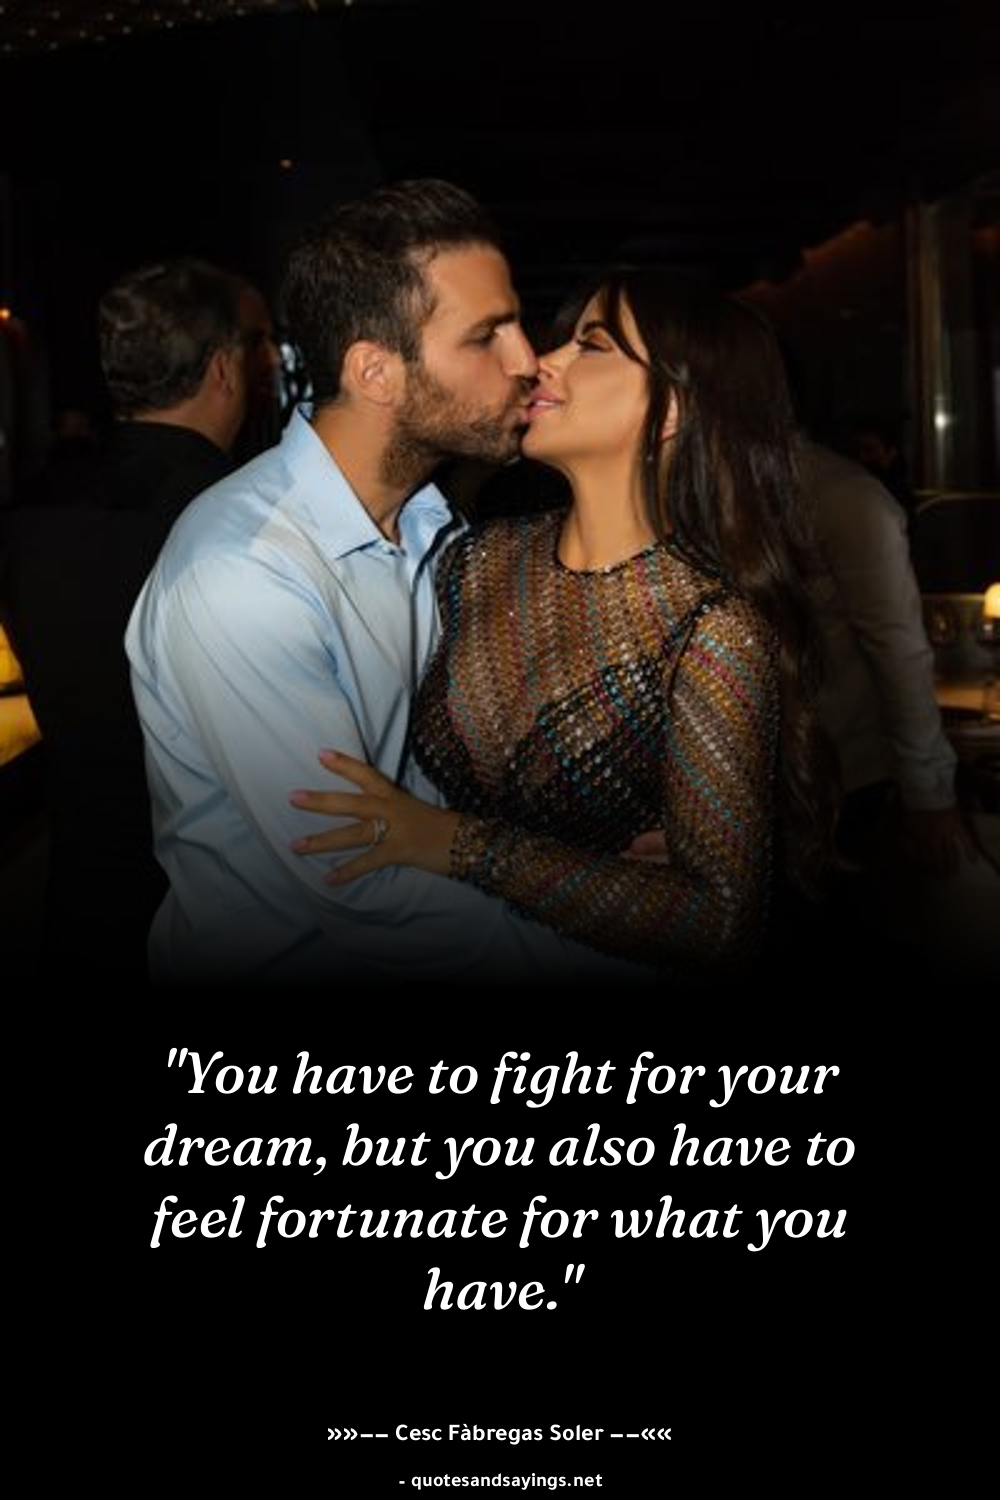 "You have to fight for your
dream, but you also have to
feel fortunate for what you
have."
»»–– Cesc Fàbregas Soler ––««
- quotesandsayings.net